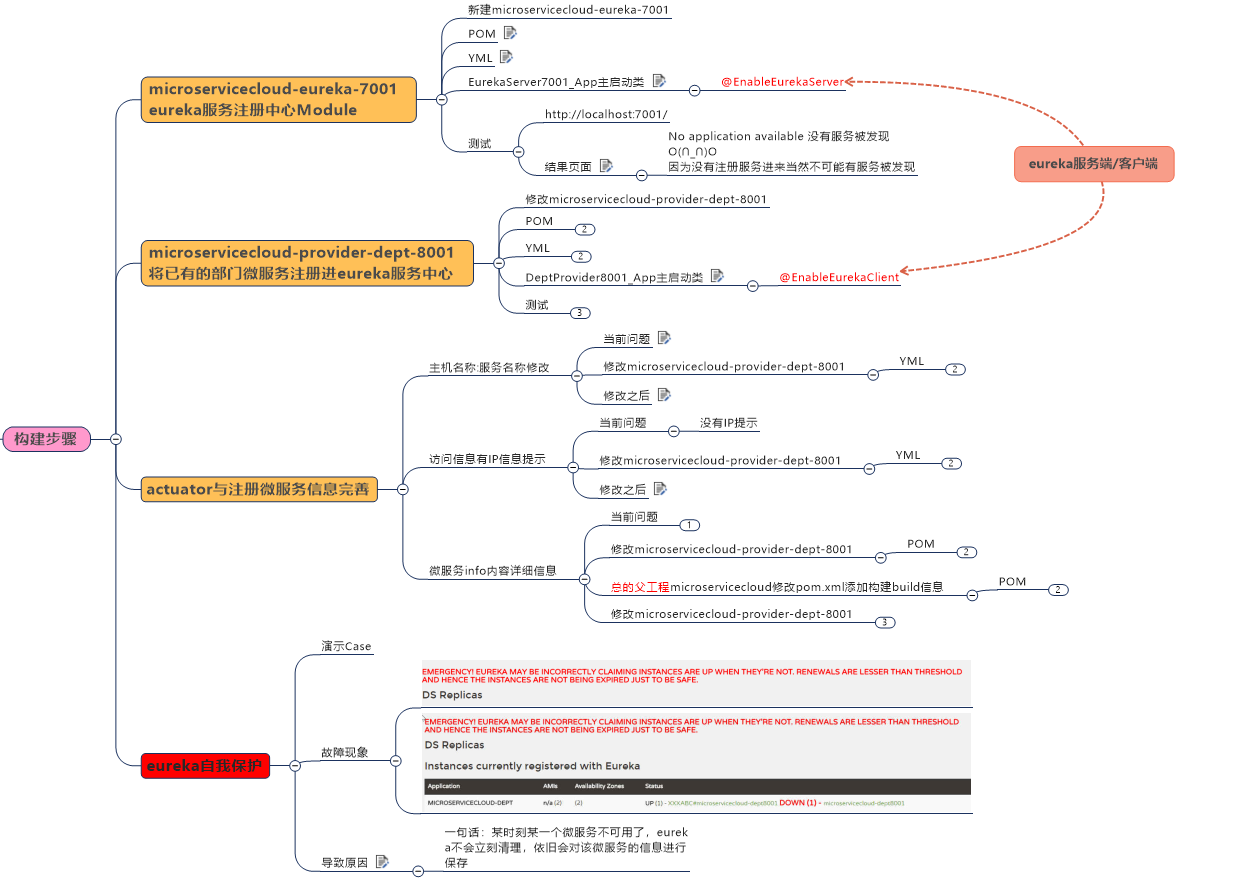 构建步骤
microservicecloud-eureka-7001
eureka服务注册中心Module
新建microservicecloud-eureka-7001
POM
YML
EurekaServer7001_App主启动类
@EnableEurekaServer
测试
http://localhost:7001/
结果页面
No application available 没有服务被发现
O(∩_∩)O
因为没有注册服务进来当然不可能有服务被发现
eureka服务端/客户端
microservicecloud-provider-dept-8001
将已有的部门微服务注册进eureka服务中心
修改microservicecloud-provider-dept-8001
POM
2
YML
2
DeptProvider8001_App主启动类
@EnableEurekaClient
测试
3
actuator与注册微服务信息完善
主机名称:服务名称修改
当前问题
修改microservicecloud-provider-dept-8001
YML
2
修改之后
访问信息有IP信息提示
当前问题
没有IP提示
修改microservicecloud-provider-dept-8001
YML
2
修改之后
微服务info内容详细信息
当前问题
1
修改microservicecloud-provider-dept-8001
POM
2
总的父工程microservicecloud修改pom.xml添加构建build信息
POM
2
修改microservicecloud-provider-dept-8001
3
eureka自我保护
演示Case
故障现象
EMERGENCY! EUREKA MAY BE INCORRECTLY CLAIMING INSTANCES ARE UP WHEN THEY'RE NOT. RENEWALS ARE LESSER THAN THRESHOLD
AND HENCE THE INSTANCES ARE NOT BEING EXPIRED JUST TO BE SAFE.
DS Replicas
EMERGENCY! EUREKA MAY BE INCORRECTLY CLAIMING INSTANCES ARE UP WHEN THEY'RE NOT. RENEWALS ARE LESSER THAN THRESHOLD
AND HENCE THE INSTANCES ARE NOT BEING EXPIRED JUST TO BE SAFE.
DS Replicas
Instances currently registered with Eureka
Application AMIs Availability Zones Status
MICROSERVICECLOUD-DEPT n/a (2) (2) UP (1) - XXXABC#microservicecloud-dept8001 DOWN (1) - microservicecloud-dept8001
导致原因
一句话：某时刻某一个微服务不可用了，eurek
a不会立刻清理，依旧会对该微服务的信息进行
保存